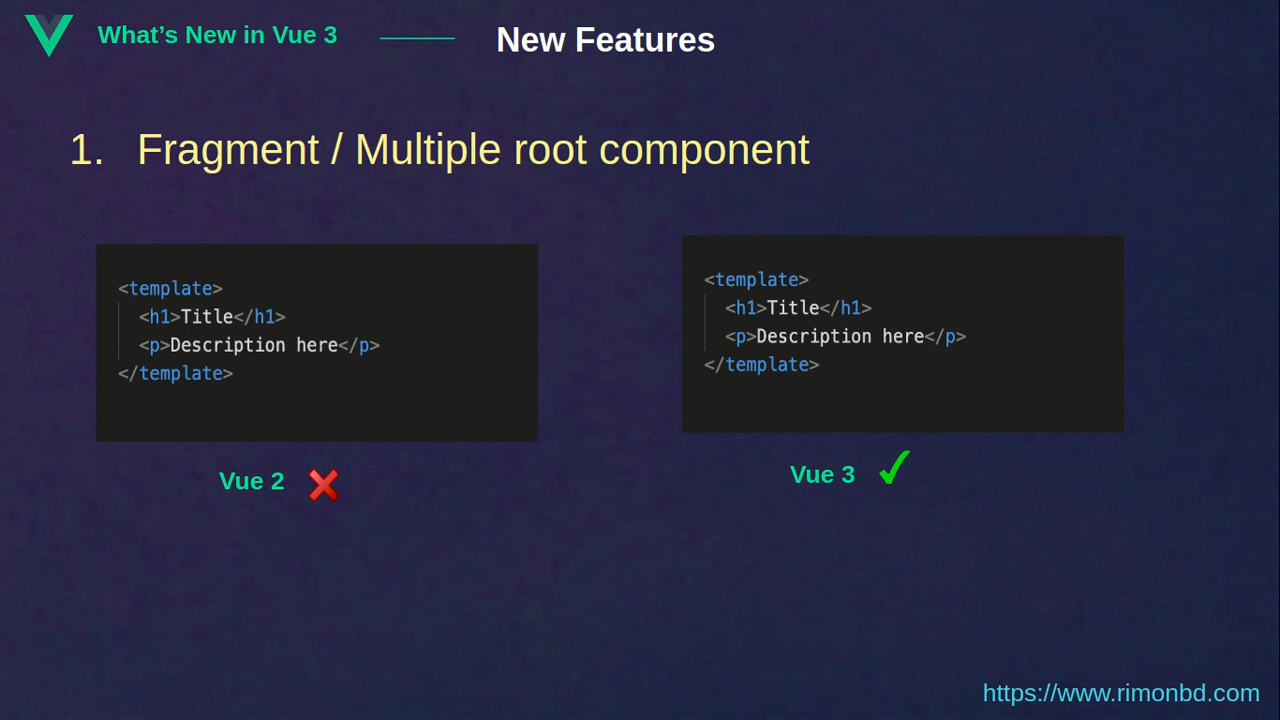 What’s New in Vue 3
New Features
1. Fragment / Multiple root component
<template>
<h1>Title</h1>
<p>Description here</p>
</template>
Vue 2
<template>
<h1>Title</h1>
<p>Description here</p>
</template>
Vue 3
https://www.rimonbd.com